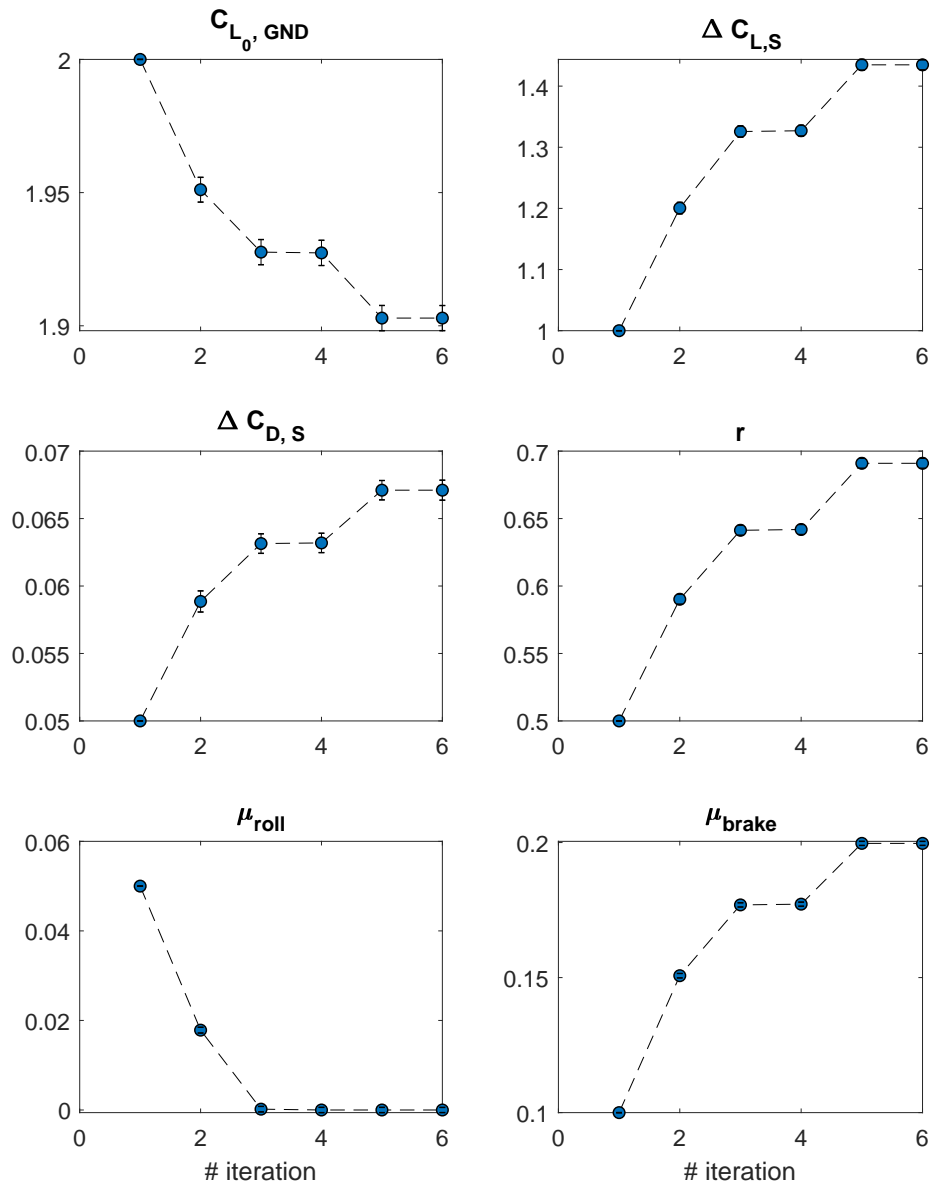 C_{L_0, GND}
Δ C_{L,S}
2
1.95
1.9
0 2 4 6
1.4
1.3
1.2
1.1
1
0 2 4 6
Δ C_{D, S}
r
0.07
0.065
0.06
0.055
0.05
0 2 4 6
0.7
0.65
0.6
0.55
0.5
0 2 4 6
μ_{roll}
μ_{brake}
0.06
0.04
0.02
0
0 2 4 6
# iteration
0.2
0.15
0.1
0 2 4 6
# iteration